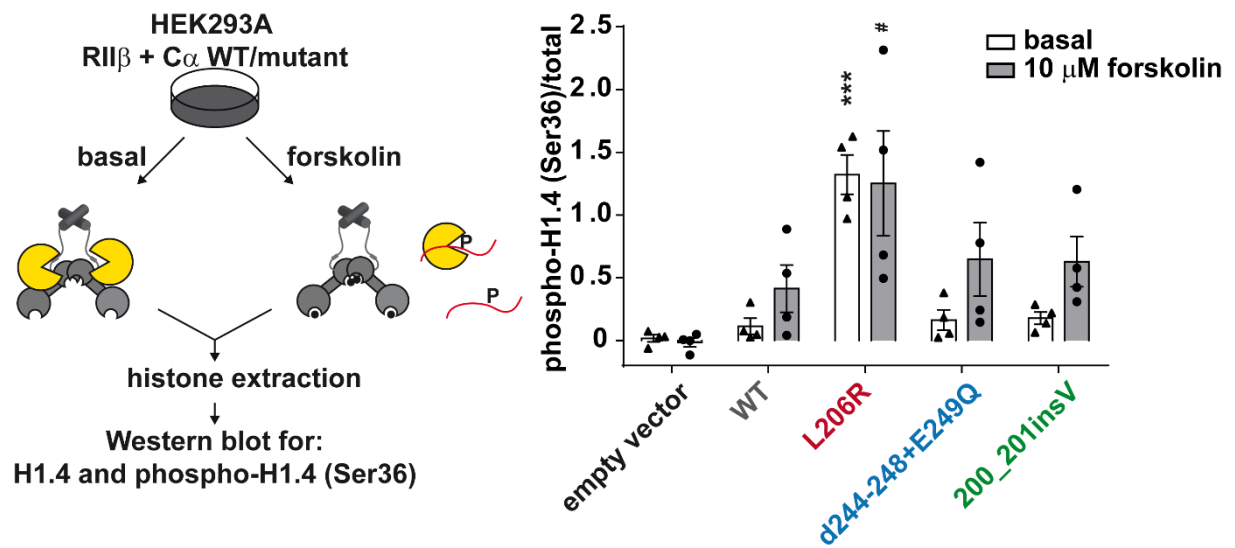 HEK293A
RIIβ + Cα WT/mutant
basal
forskolin
P
P
histone extraction
Western blot for:
H1.4 and phospho-H1.4 (Ser36)
phospho-H1.4 (Ser36)/total
2.5
2.0
1.5
1.0
0.5
0
***
#
basal
10 μM forskolin
empty vector
WT
L206R
d244-248+E249Q
200_201insV